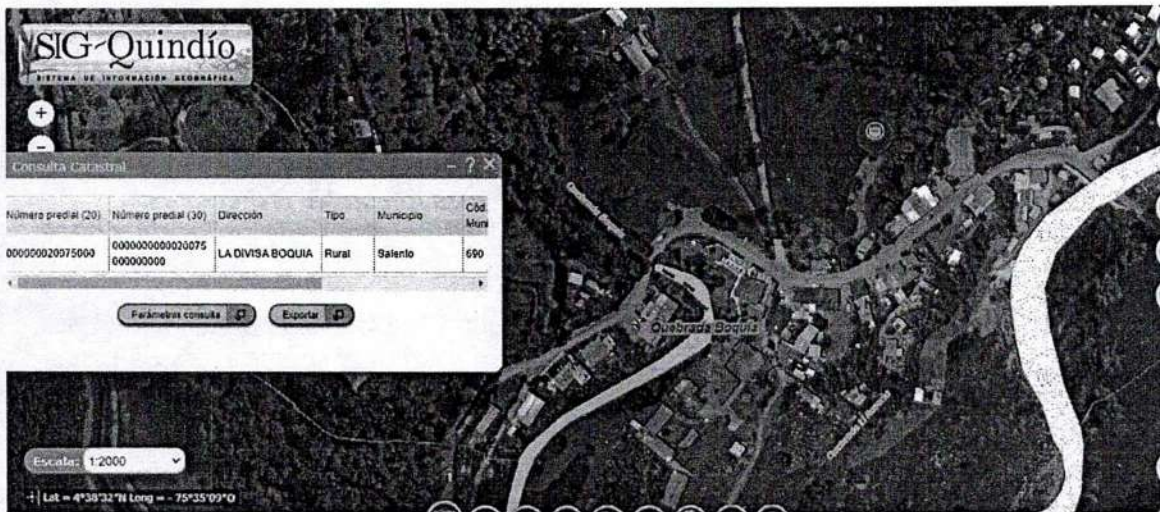 SIG-Quindío
SISTEMA DE INFORMACIÓN GEOGRÁFICA
+
−
Consulta Catastral − ? ✕
Número predial (20) Número predial (30) Dirección Tipo Municipio Cód. Muni
000000020075000 0000000000020075 000000000 LA DIVISA BOQUIA Rural Salento 690
Parámetros consulta Exportar
Quebrada Boquía
Escala: 1:2000
Lat = 4°38'32"N Long = - 75°35'09"O